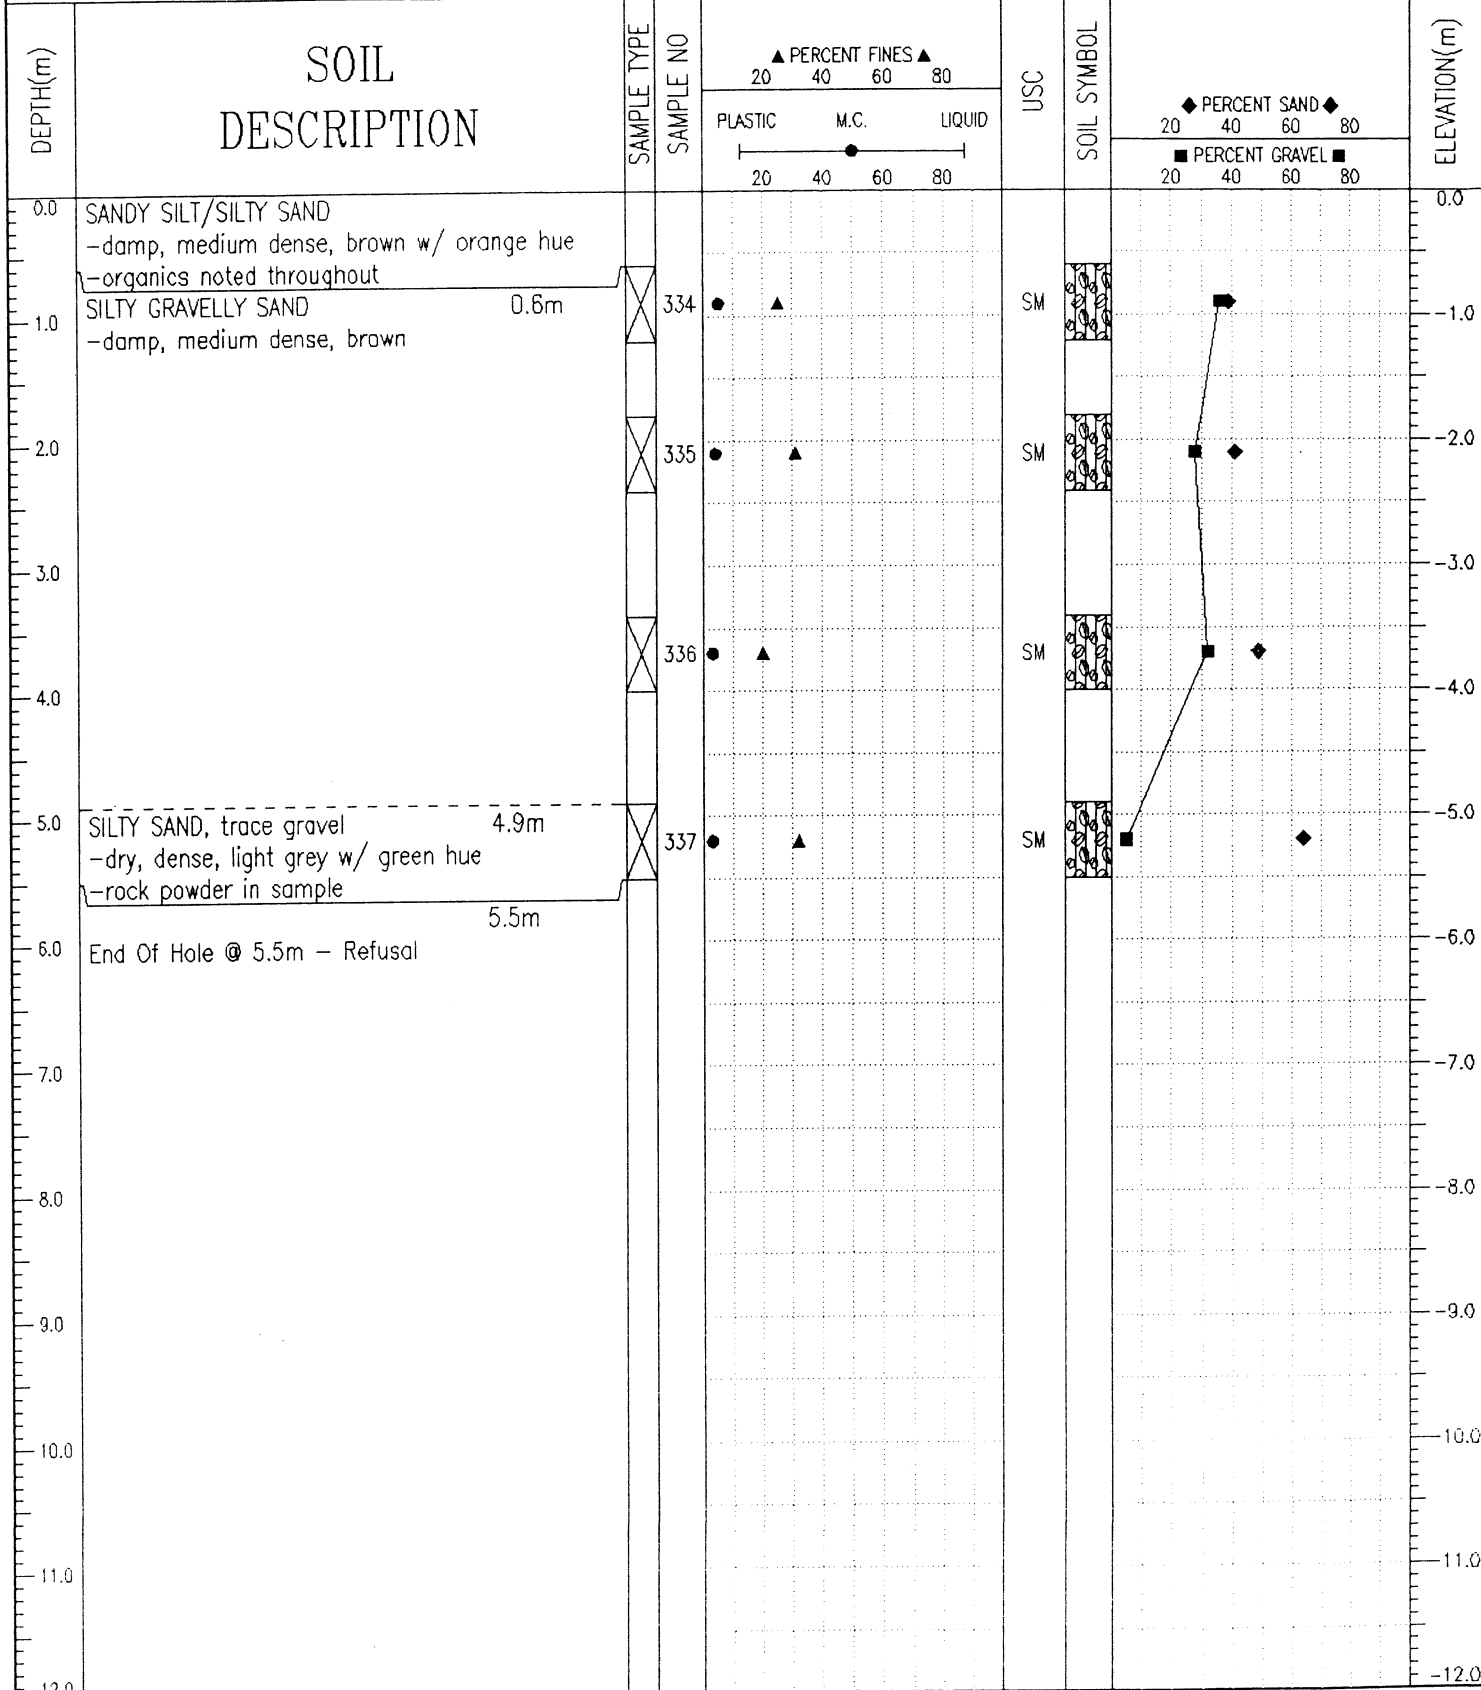 DEPTH(m)
SOIL
DESCRIPTION
SAMPLE TYPE
SAMPLE NO
▲ PERCENT FINES ▲
20 40 60 80
PLASTIC M.C. LIQUID
20 40 60 80
USC
SOIL SYMBOL
◆ PERCENT SAND ◆
20 40 60 80
■ PERCENT GRAVEL ■
20 40 60 80
ELEVATION(m)
0.0 SANDY SILT/SILTY SAND 0.0
-damp, medium dense, brown w/ orange hue
-organics noted throughout
SILTY GRAVELLY SAND 0.6m 334 SM
1.0 -1.0
-damp, medium dense, brown
2.0 335 SM -2.0
3.0 -3.0
336 SM
4.0 -4.0
5.0 SILTY SAND, trace gravel 4.9m -5.0
337 SM
-dry, dense, light grey w/ green hue
-rock powder in sample
5.5m
6.0 End Of Hole @ 5.5m - Refusal -6.0
7.0 -7.0
8.0 -8.0
9.0 -9.0
10.0 -10.0
11.0 -11.0
12.0 -12.0